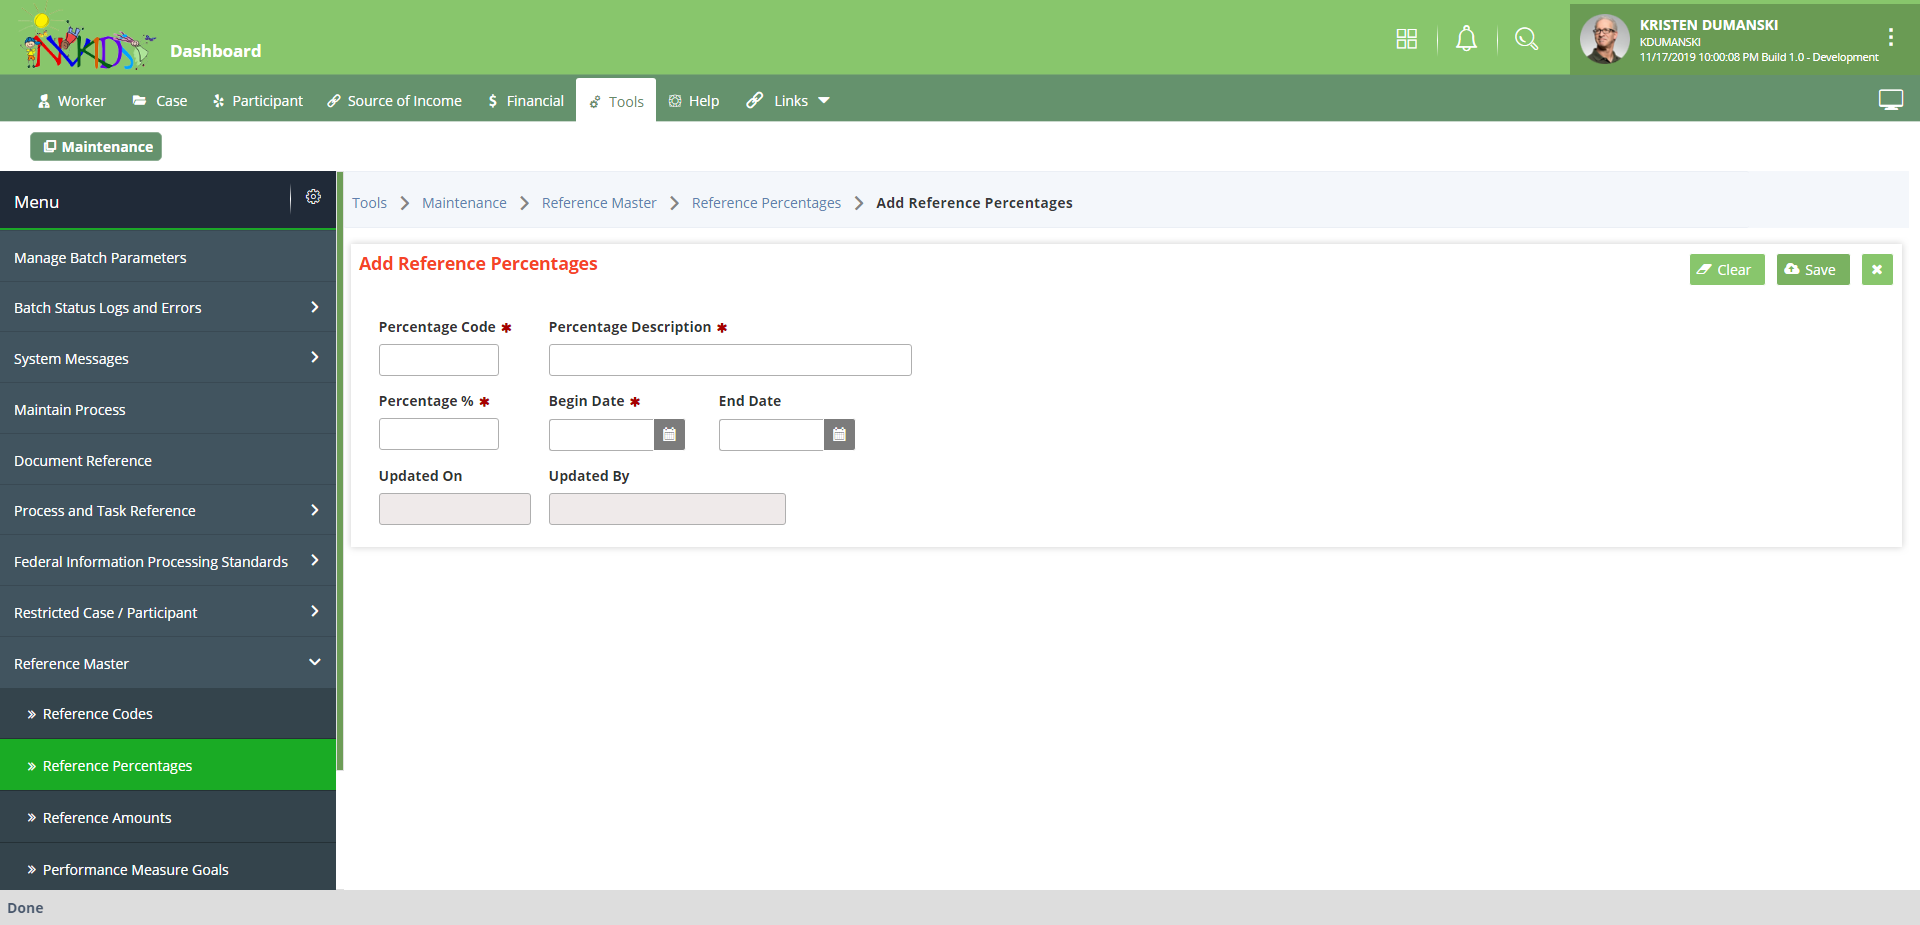 NVKIDS
Dashboard
KRISTEN DUMANSKI
KDUMANSKI
11/17/2019 10:00:08 PM Build 1.0 - Development
Worker
Case
Participant
Source of Income
$ Financial
Tools
Help
Links
Maintenance
Menu
Tools > Maintenance > Reference Master > Reference Percentages > Add Reference Percentages
Manage Batch Parameters
Batch Status Logs and Errors
System Messages
Maintain Process
Document Reference
Process and Task Reference
Federal Information Processing Standards
Restricted Case / Participant
Reference Master
» Reference Codes
» Reference Percentages
» Reference Amounts
» Performance Measure Goals
Add Reference Percentages
Clear
Save
Percentage Code *
Percentage Description *
Percentage % *
Begin Date *
End Date
Updated On
Updated By
Done